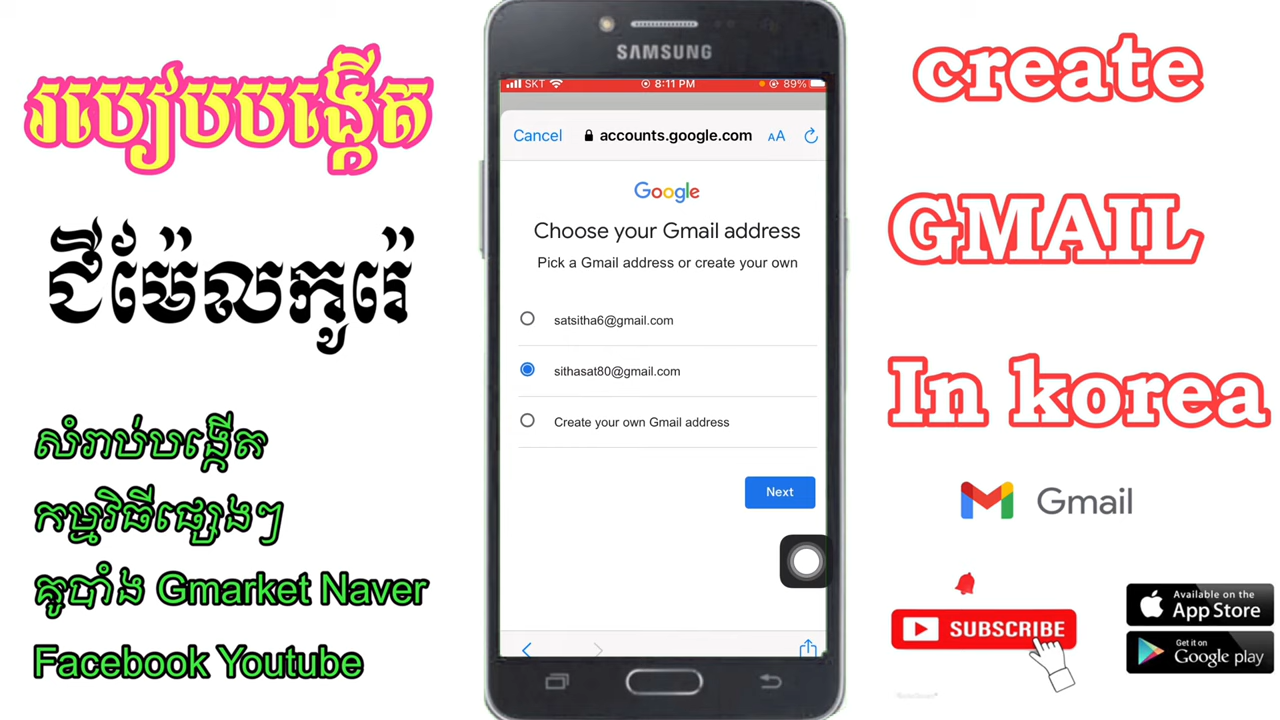 របៀបបង្កើត
ជីម៉ែលកូរ៉េ
សំរាប់បង្កើត
កម្មវិធីផ្សេងៗ
គូប៉ាំង Gmarket Naver
Facebook Youtube
SAMSUNG
SKT 8:11 PM 89%
Cancel accounts.google.com AA
Google
Choose your Gmail address
Pick a Gmail address or create your own
satsitha6@gmail.com
sithasat80@gmail.com
Create your own Gmail address
Next
create
GMAIL
In korea
Gmail
SUBSCRIBE
Available on the
App Store
Get it on
Google play